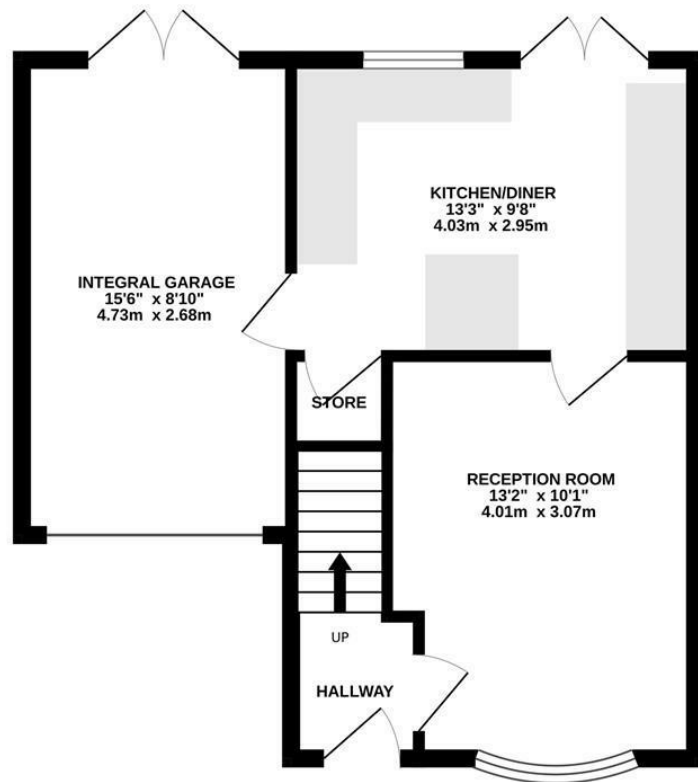 KITCHEN/DINER
13'3" x 9'8"
4.03m x 2.95m
INTEGRAL GARAGE
15'6" x 8'10"
4.73m x 2.68m
STORE
RECEPTION ROOM
13'2" x 10'1"
4.01m x 3.07m
UP
HALLWAY